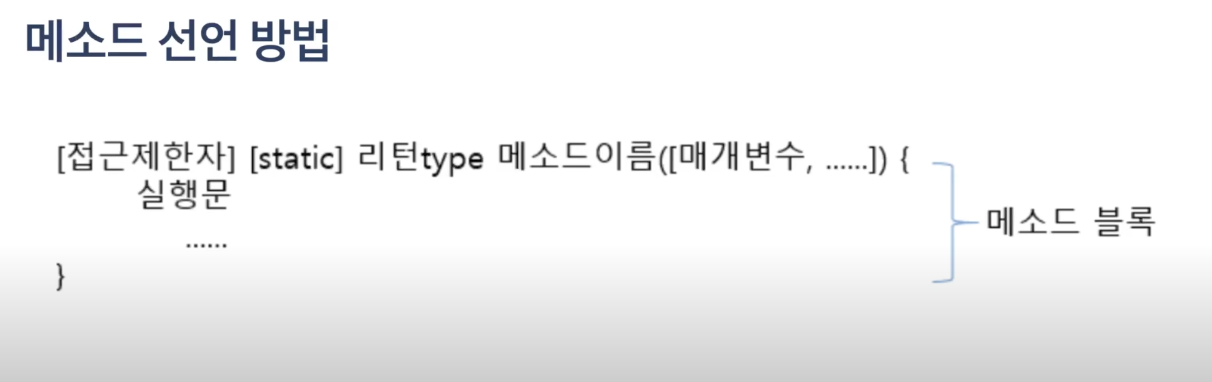 메소드 선언 방법
[접근제한자] [static] 리턴type 메소드이름([매개변수, ......]) {
실행문
......
}
메소드 블록